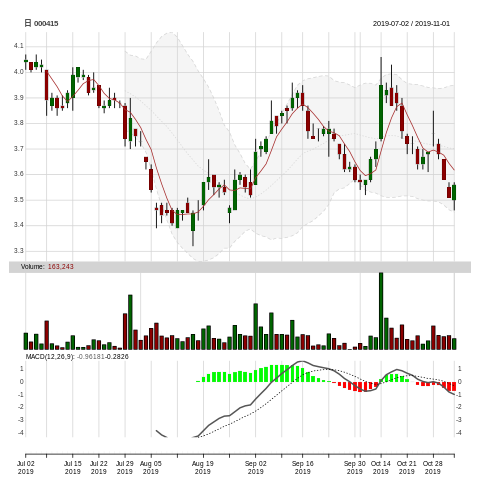 日 000415
2019-07-02 / 2019-11-01
4.1
4.0
3.9
3.8
3.7
3.6
3.5
3.4
3.3
Volume: 163,243
MACD(12,26,9): -0.96181-0.2826
1 1
0 0
-1 -1
-2 -2
-3 -3
-4 -4
Jul 02 Jul 15 Jul 22 Jul 29 Aug 05 Aug 19 Sep 02 Sep 16 Sep 30 Oct 14 Oct 21 Oct 28
2019 2019 2019 2019 2019 2019 2019 2019 2019 2019 2019 2019